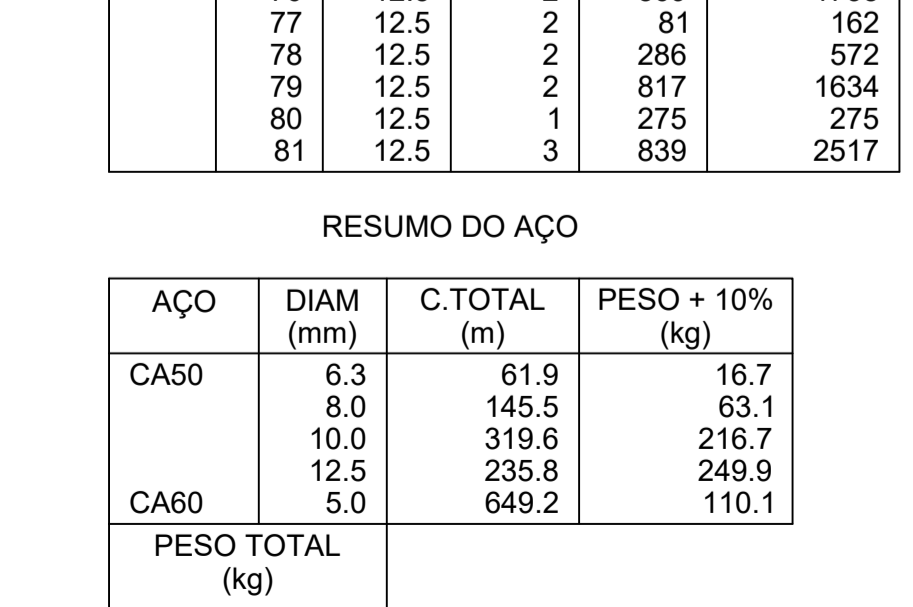 77 12.5 2 81 162
78 12.5 2 286 572
79 12.5 2 817 1634
80 12.5 1 275 275
81 12.5 3 839 2517
RESUMO DO AÇO
AÇO DIAM C.TOTAL PESO + 10%
(mm) (m) (kg)
CA50 6.3 61.9 16.7
8.0 145.5 63.1
10.0 319.6 216.7
12.5 235.8 249.9
CA60 5.0 649.2 110.1
PESO TOTAL
(kg)